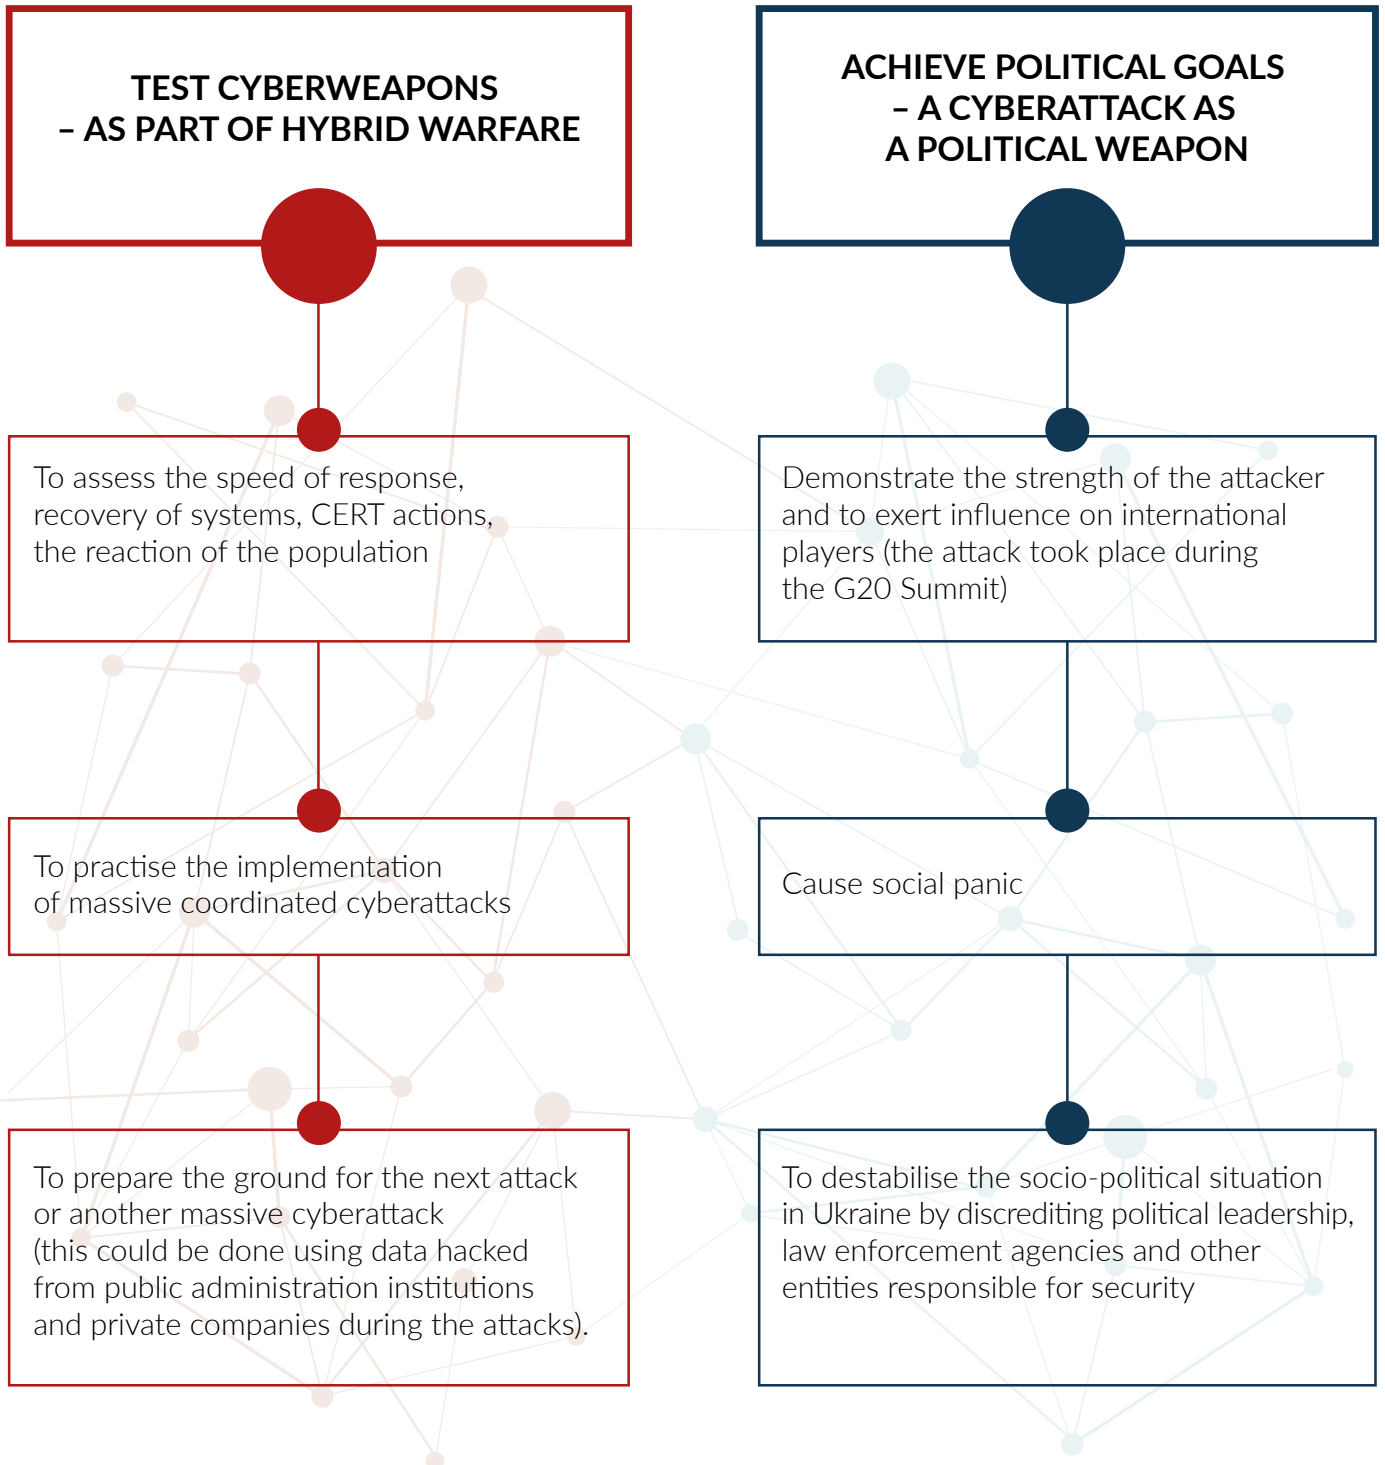 TEST CYBERWEAPONS
– AS PART OF HYBRID WARFARE
To assess the speed of response,
recovery of systems, CERT actions,
the reaction of the population
To practise the implementation
of massive coordinated cyberattacks
To prepare the ground for the next attack
or another massive cyberattack
(this could be done using data hacked
from public administration institutions
and private companies during the attacks).
ACHIEVE POLITICAL GOALS
– A CYBERATTACK AS
A POLITICAL WEAPON
Demonstrate the strength of the attacker
and to exert influence on international
players (the attack took place during
the G20 Summit)
Cause social panic
To destabilise the socio-political situation
in Ukraine by discrediting political leadership,
law enforcement agencies and other
entities responsible for security